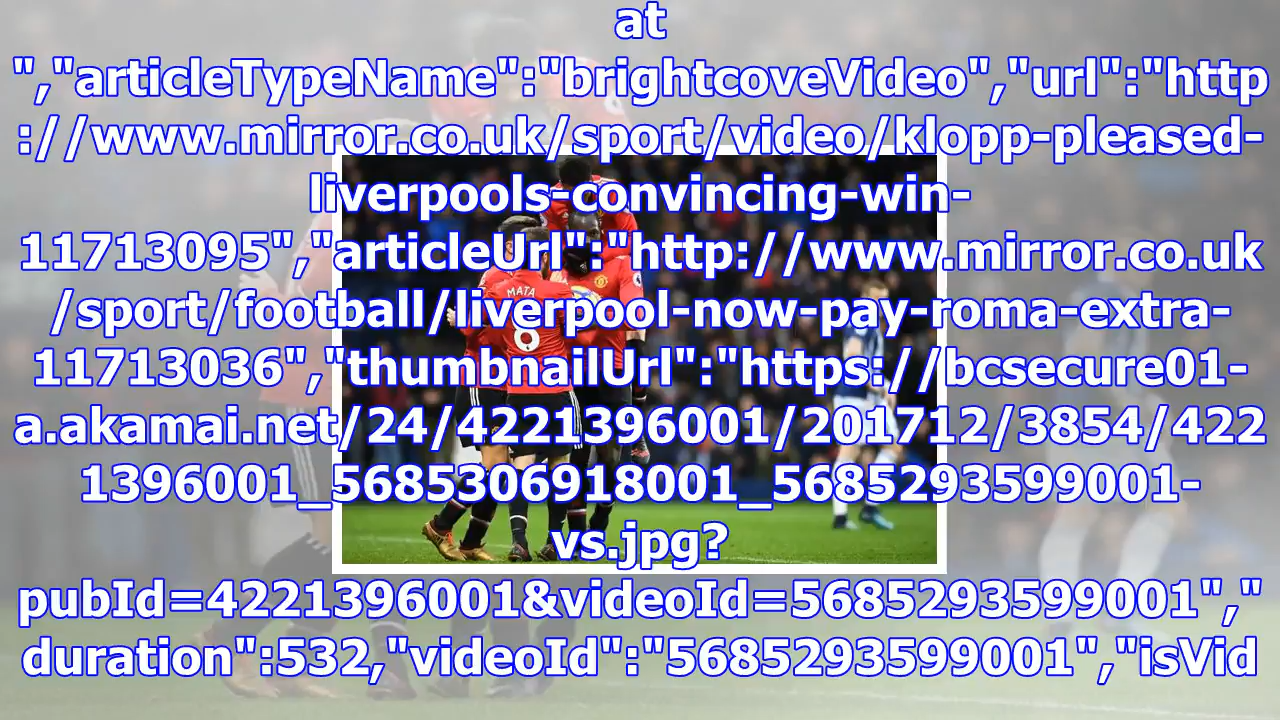 at
","articleTypeName":"brightcoveVideo","url":"http
://www.mirror.co.uk/sport/video/klopp-pleased-
liverpools-convincing-win-
11713095","articleUrl":"http://www.mirror.co.uk
/sport/football/liverpool-now-pay-roma-extra-
11713036","thumbnailUrl":"https://bcsecure01-
a.akamai.net/24/4221396001/201712/3854/422
1396001_5685306918001_5685293599001-
vs.jpg?
pubId=4221396001&videoId=5685293599001","
duration":532,"videoId":"5685293599001","isVid
MATA
8